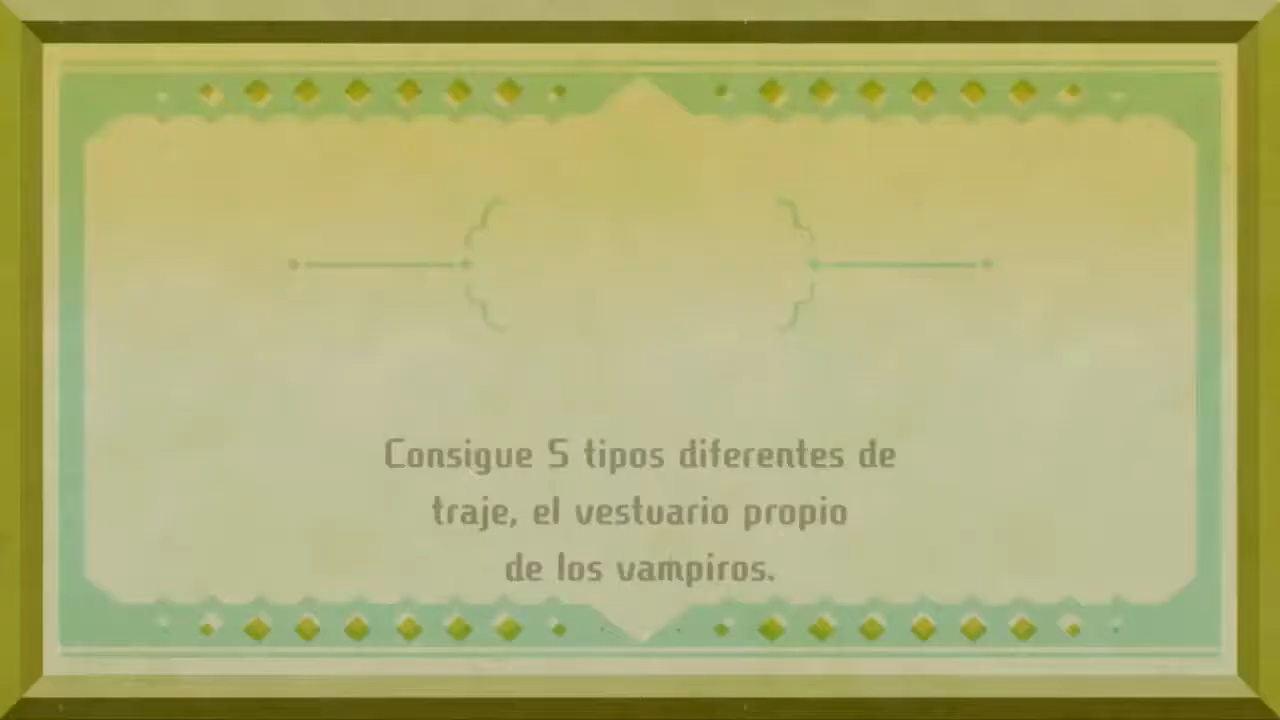 Consigue 5 tipos diferentes de
traje, el vestuario propio
de los vampiros.